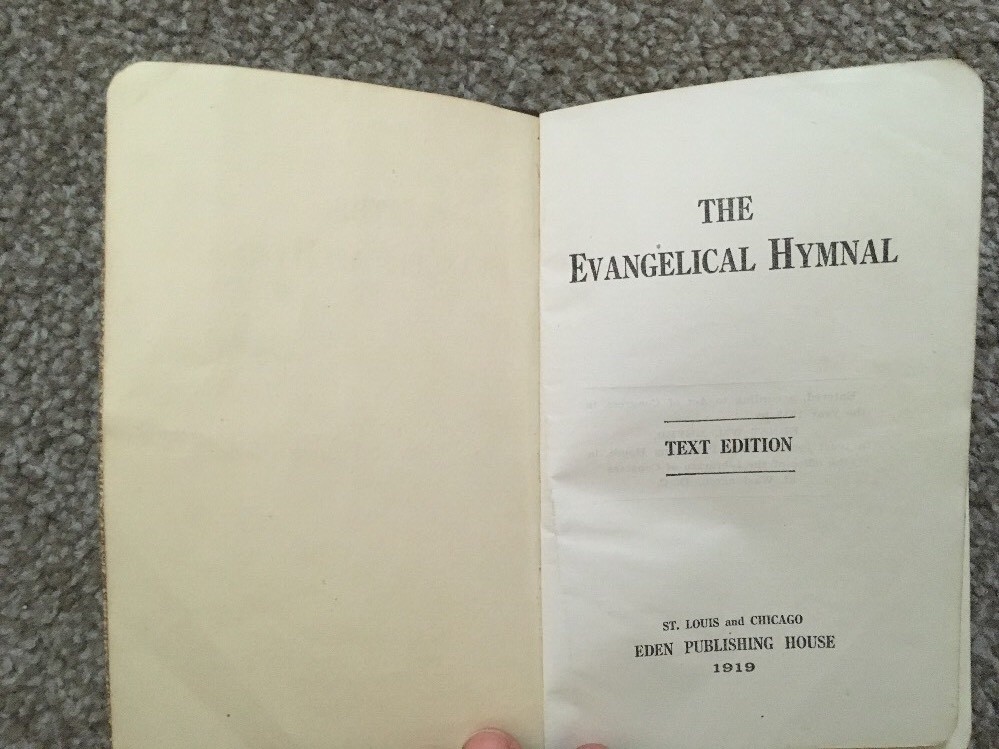 THE
EVANGELICAL HYMNAL
TEXT EDITION
ST. LOUIS and CHICAGO
EDEN PUBLISHING HOUSE
1919